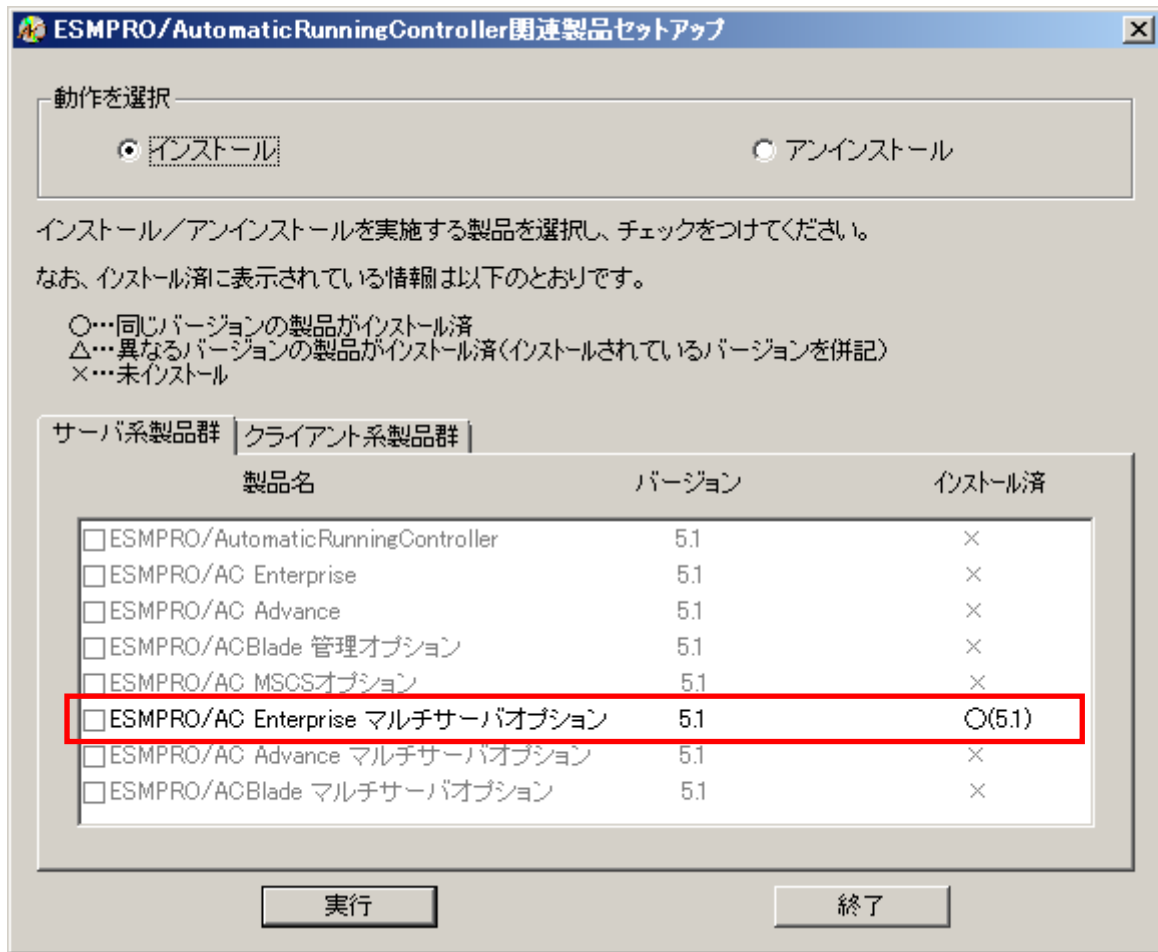 ESMPRO/AutomaticRunningController関連製品セットアップ
動作を選択
インストール アンインストール
インストール／アンインストールを実施する製品を選択し、チェックをつけてください。
なお、インストール済に表示されている情報は以下のとおりです。
○…同じバージョンの製品がインストール済
△…異なるバージョンの製品がインストール済(インストールされているバージョンを併記)
×…未インストール
サーバ系製品群 クライアント系製品群
製品名 バージョン インストール済
ESMPRO/AutomaticRunningController 5.1 ×
ESMPRO/AC Enterprise 5.1 ×
ESMPRO/AC Advance 5.1 ×
ESMPRO/ACBlade 管理オプション 5.1 ×
ESMPRO/AC MSCSオプション 5.1 ×
ESMPRO/AC Enterprise マルチサーバオプション 5.1 ○(5.1)
ESMPRO/AC Advance マルチサーバオプション 5.1 ×
ESMPRO/ACBlade マルチサーバオプション 5.1 ×
実行 終了